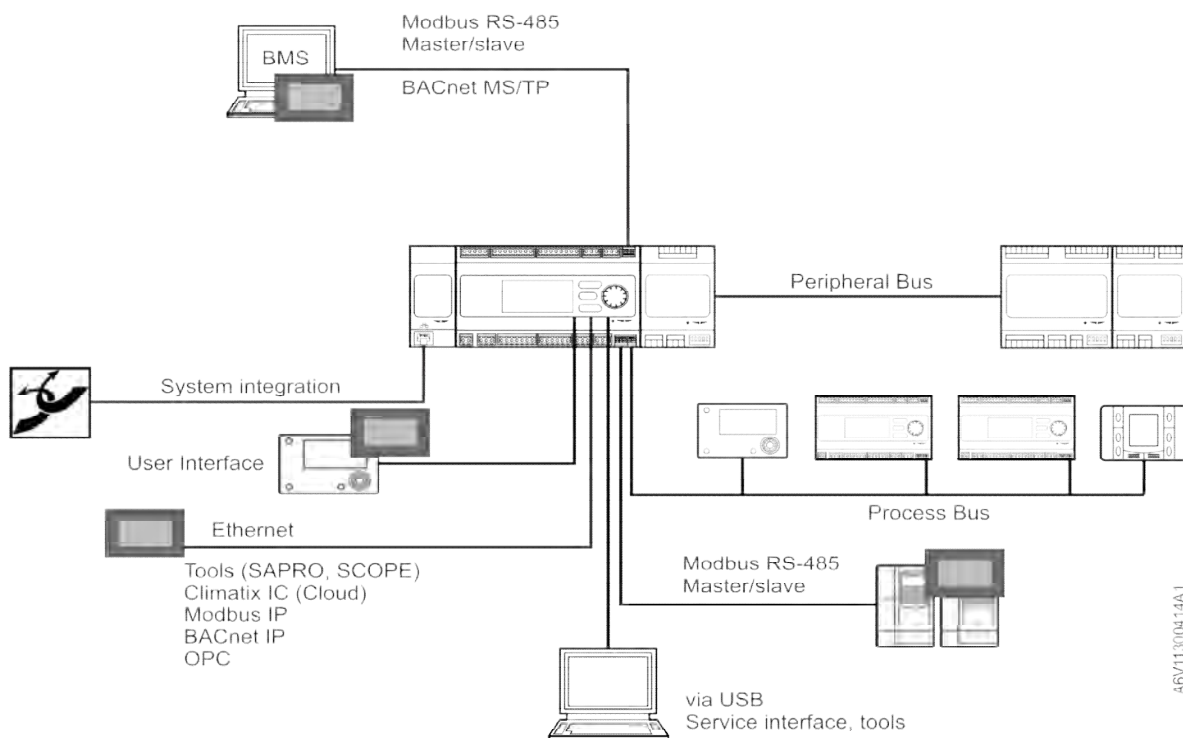 Modbus RS-485
Master/slave
BMS
BACnet MS/TP
Peripheral Bus
System integration
User Interface
Process Bus
Ethernet
Tools (SAPRO, SCOPE)
Climatix IC (Cloud)
Modbus IP
BACnet IP
OPC
Modbus RS-485
Master/slave
via USB
Service interface, tools
A6V11300414A1